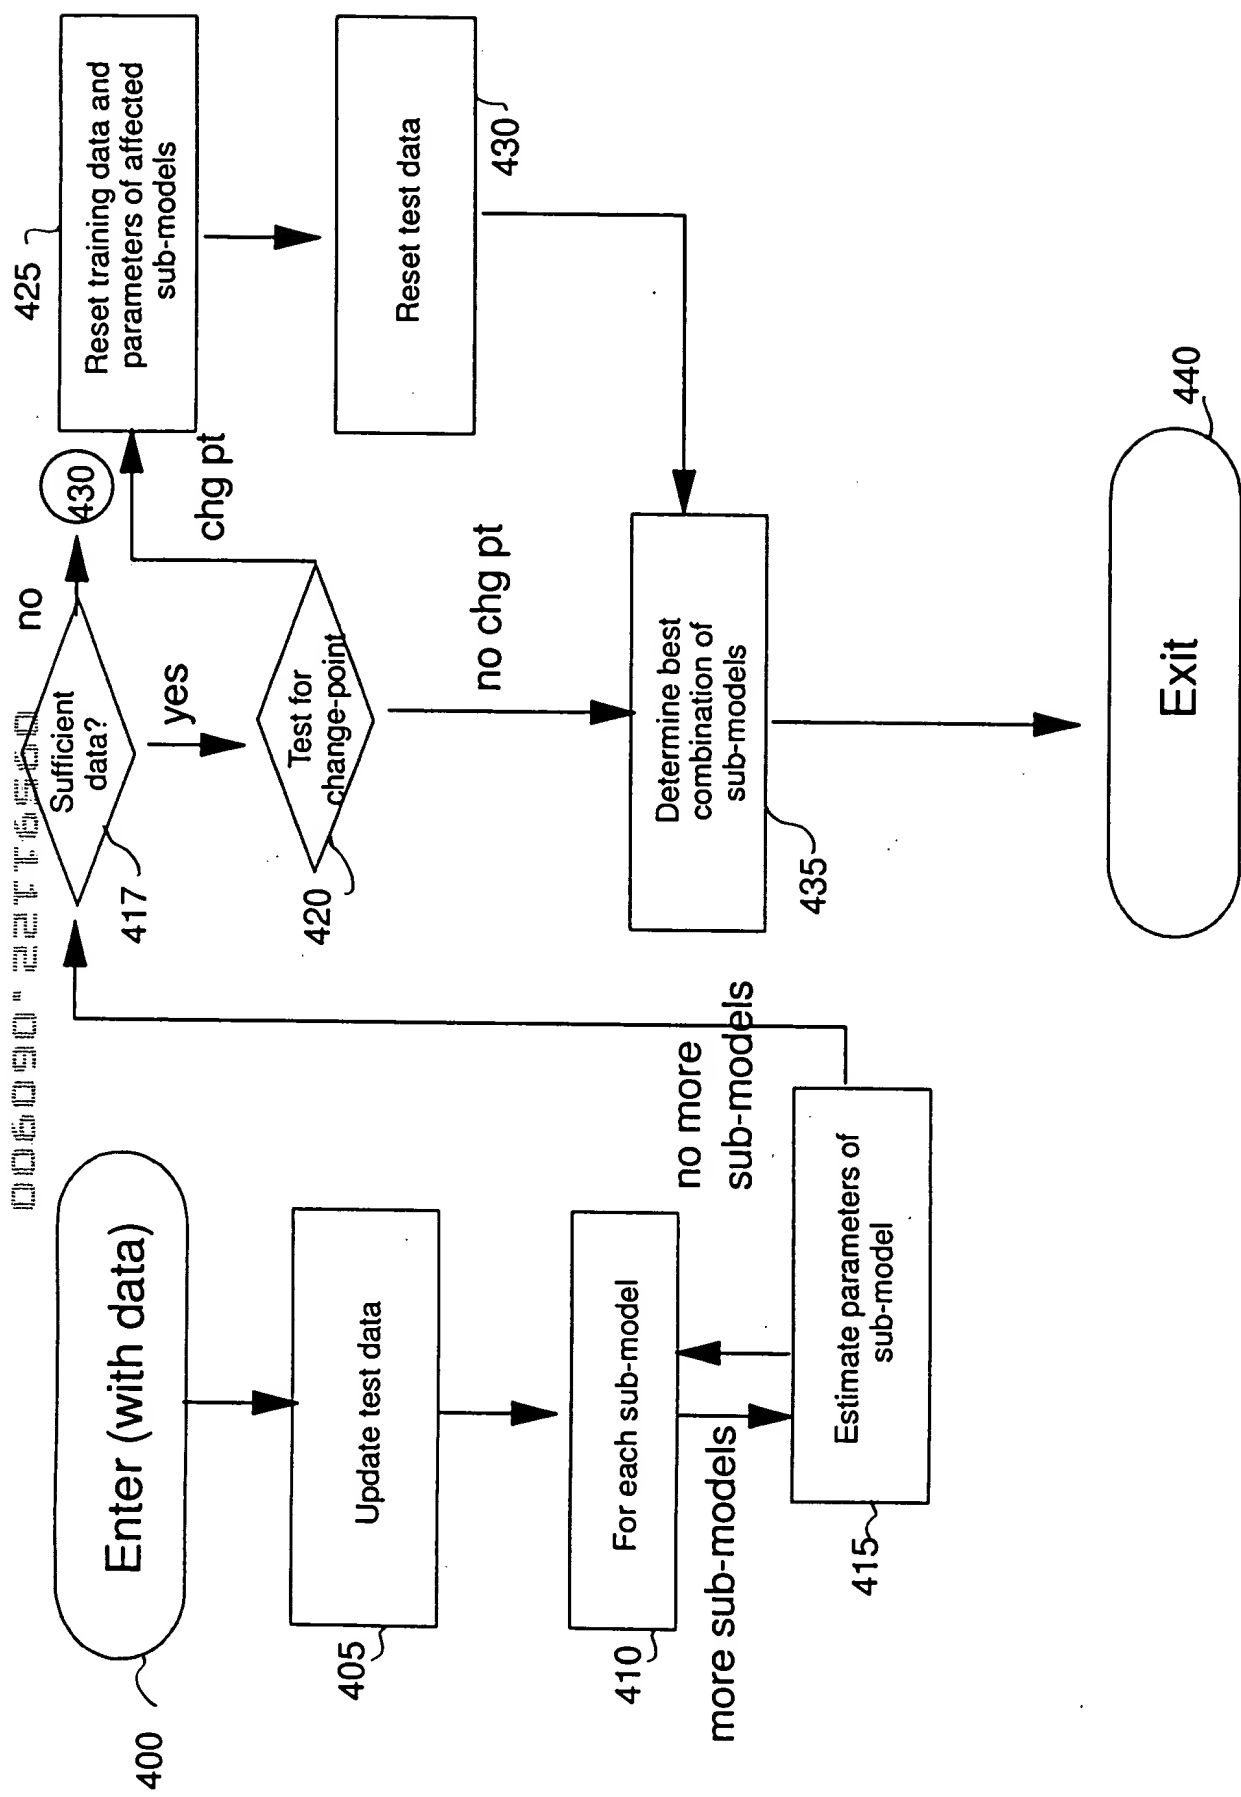 09591122.060900
400
Enter (with data)
405
Update test data
410
For each sub-model
more sub-models
415
Estimate parameters of
sub-model
no more
sub-models
417
Sufficient
data?
no
430
yes
420
Test for
change-point
chg pt
no chg pt
425
Reset training data and
parameters of affected
sub-models
430
Reset test data
435
Determine best
combination of
sub-models
440
Exit